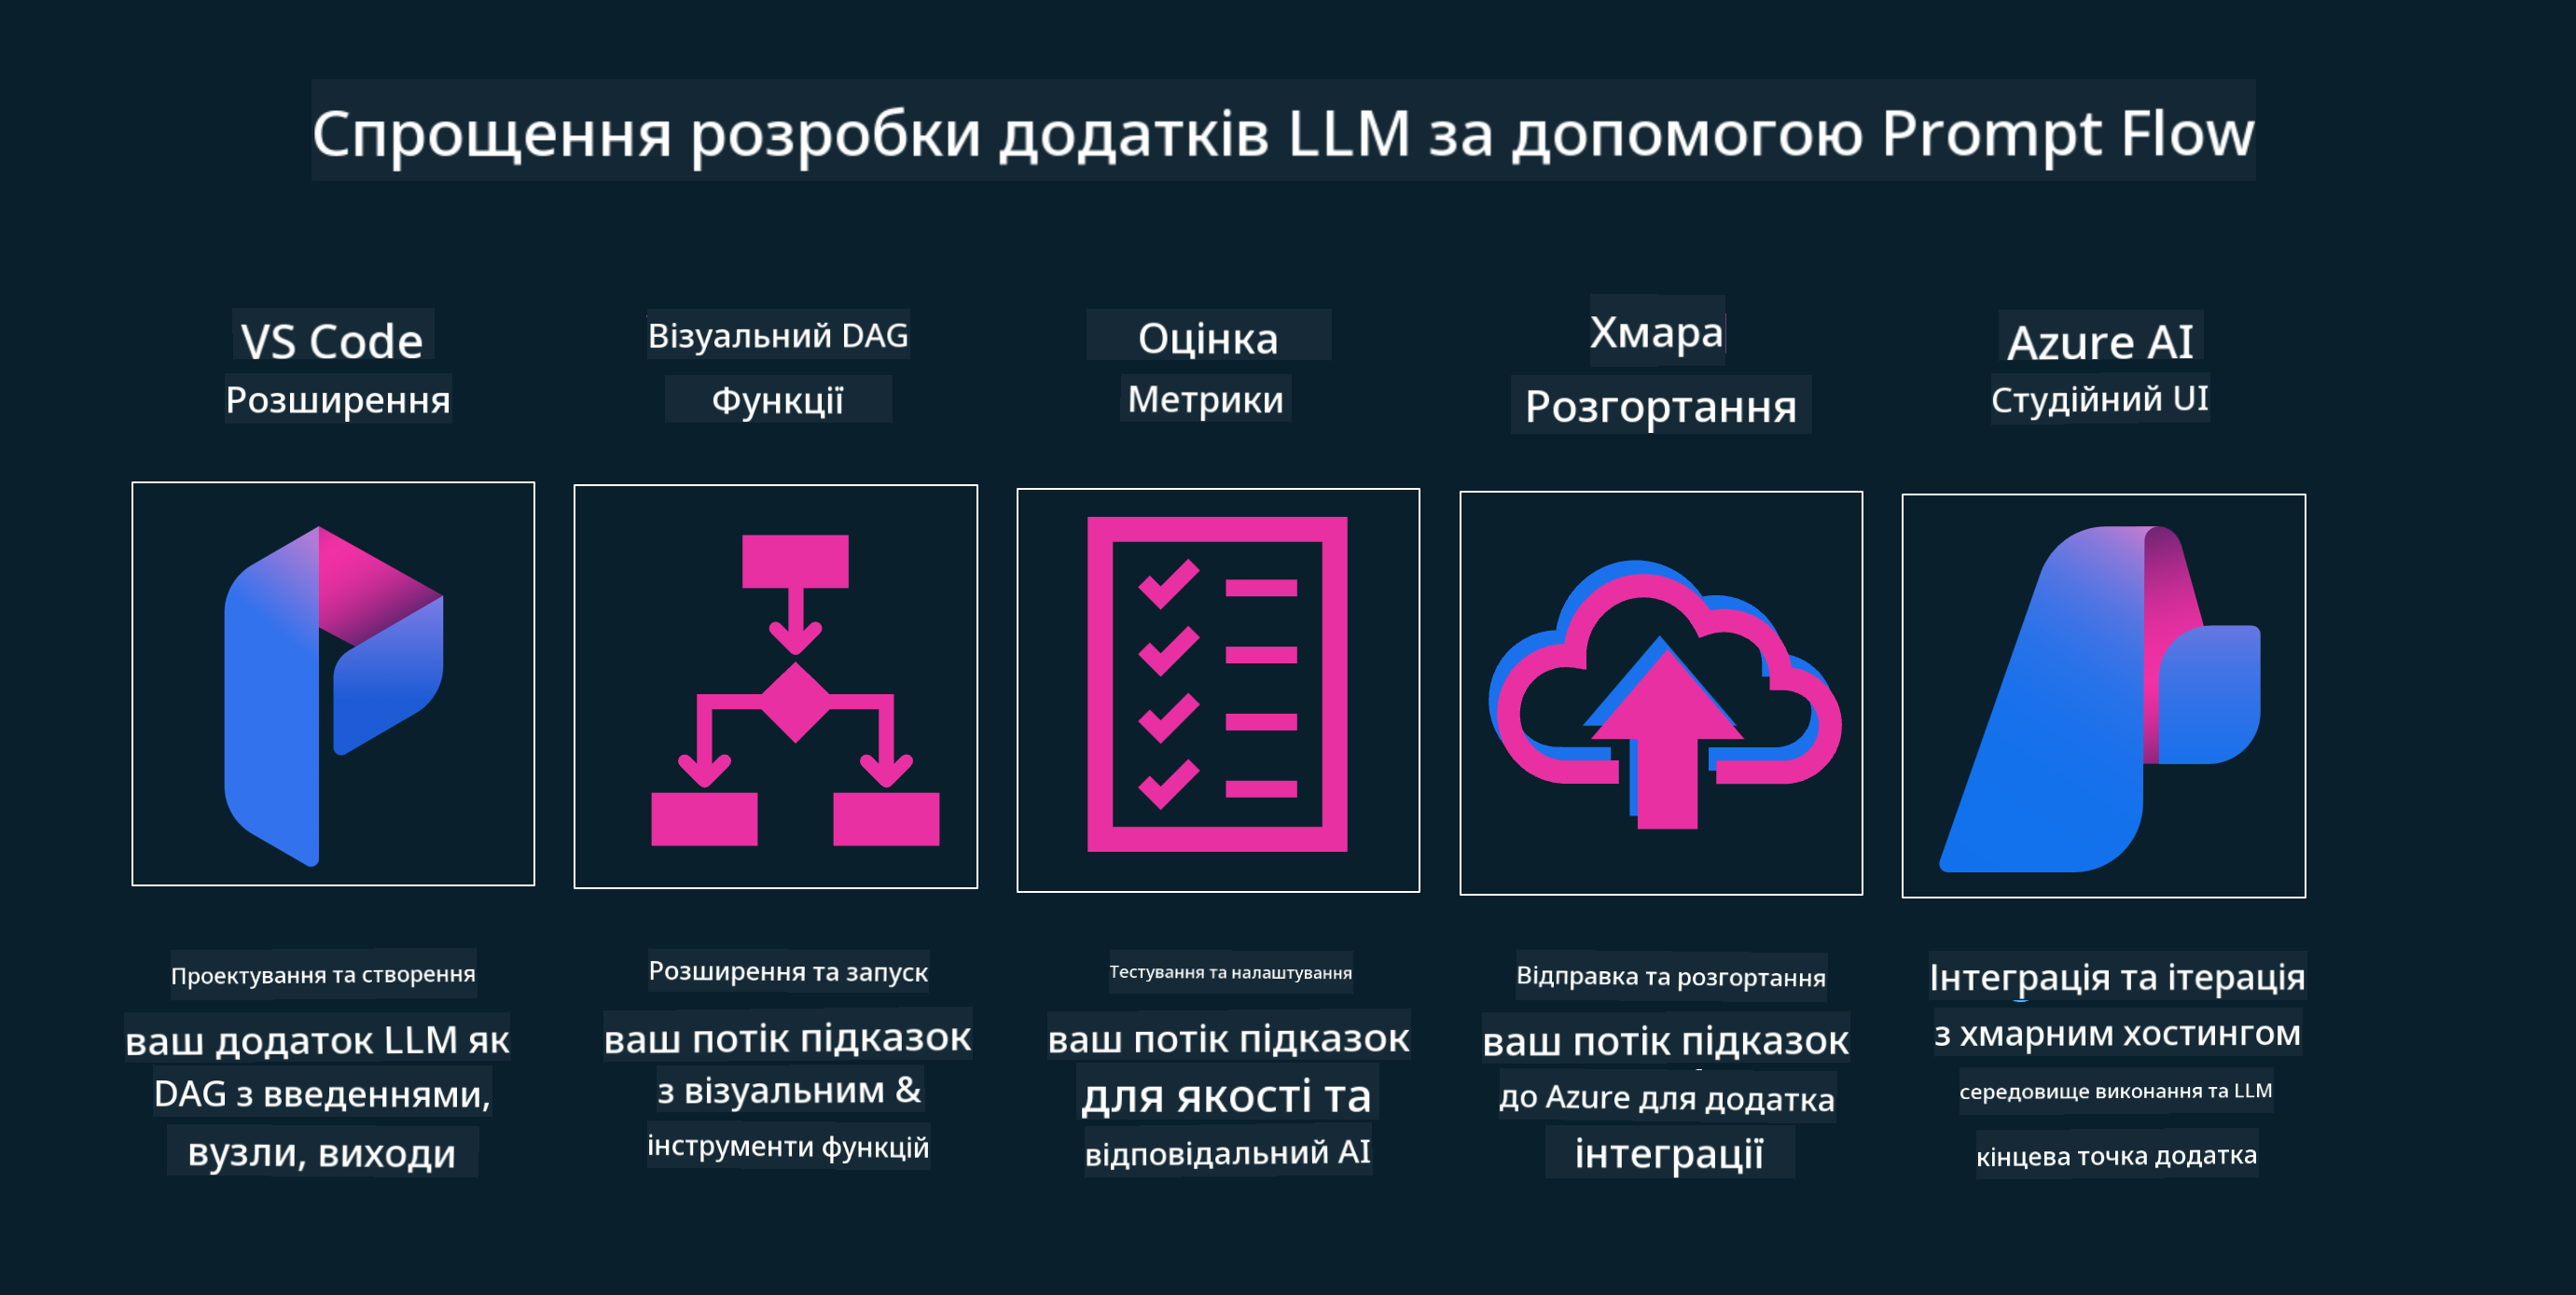 Спрощення розробки додатків LLM за допомогою Prompt Flow
VS Code
Розширення
Візуальний DAG
Функції
Оцінка
Метрики
Хмара
Розгортання
Azure AI
Студійний UI
Проектування та створення
ваш додаток LLM як
DAG з введеннями,
вузли, виходи
Розширення та запуск
ваш потік підказок
з візуальним &
інструменти функцій
Тестування та налаштування
ваш потік підказок
для якості та
відповідальний AI
Відправка та розгортання
ваш потік підказок
до Azure для додатка
інтеграції
Інтеграція та ітерація
з хмарним хостингом
середовище виконання та LLM
кінцева точка додатка